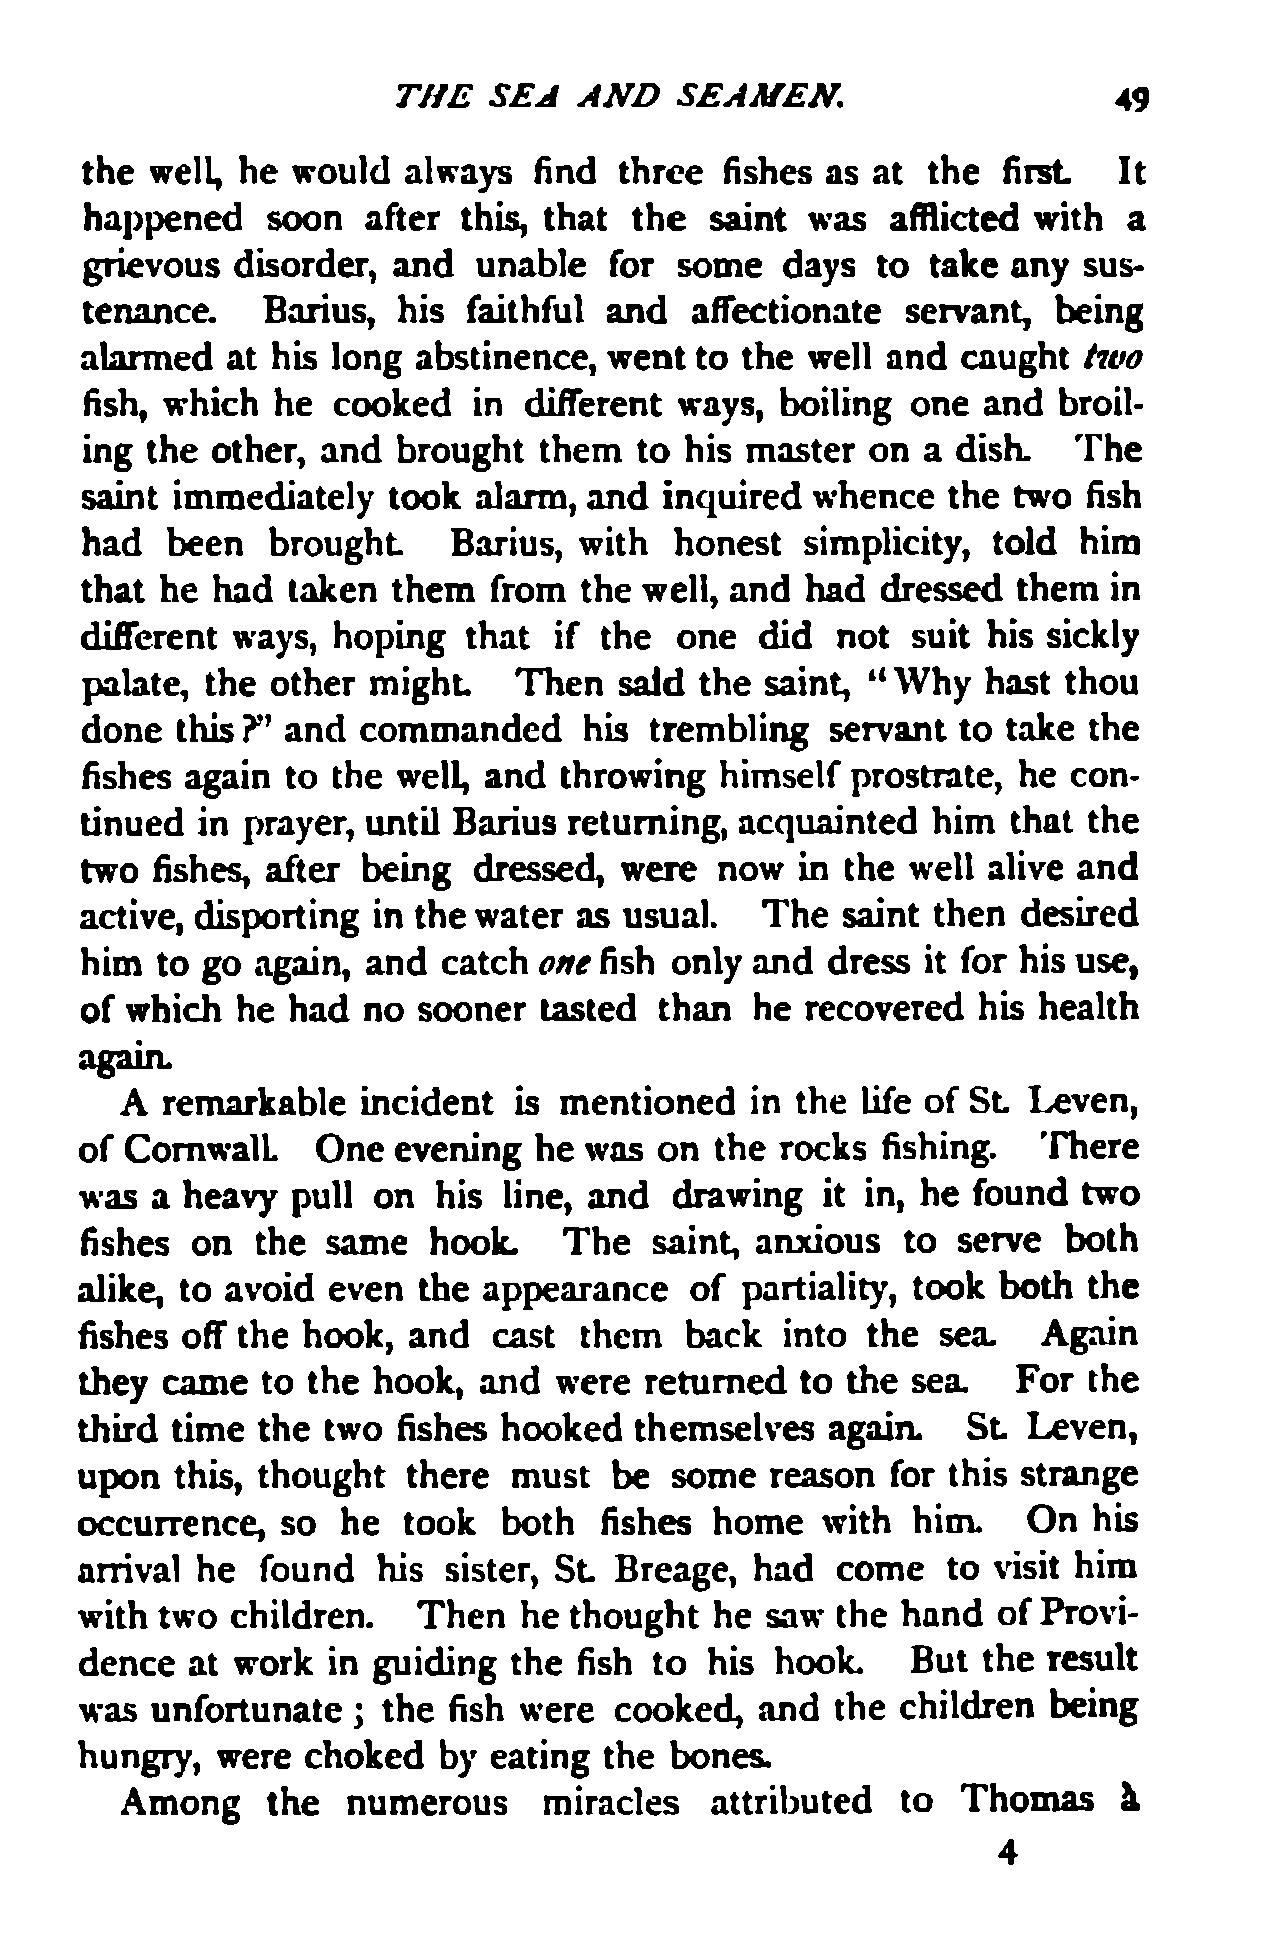 THE SEA AND SEAMEN. 49
the well, he would always find three fishes as at the first. It
happened soon after this, that the saint was afflicted with a
grievous disorder, and unable for some days to take any sus-
tenance. Barius, his faithful and affectionate servant, being
alarmed at his long abstinence, went to the well and caught two
fish, which he cooked in different ways, boiling one and broil-
ing the other, and brought them to his master on a dish. The
saint immediately took alarm, and inquired whence the two fish
had been brought. Barius, with honest simplicity, told him
that he had taken them from the well, and had dressed them in
different ways, hoping that if the one did not suit his sickly
palate, the other might. Then said the saint, "Why hast thou
done this?" and commanded his trembling servant to take the
fishes again to the well, and throwing himself prostrate, he con-
tinued in prayer, until Barius returning, acquainted him that the
two fishes, after being dressed, were now in the well alive and
active, disporting in the water as usual. The saint then desired
him to go again, and catch one fish only and dress it for his use,
of which he had no sooner tasted than he recovered his health
again.
A remarkable incident is mentioned in the life of St. Leven,
of Cornwall. One evening he was on the rocks fishing. There
was a heavy pull on his line, and drawing it in, he found two
fishes on the same hook. The saint, anxious to serve both
alike, to avoid even the appearance of partiality, took both the
fishes off the hook, and cast them back into the sea. Again
they came to the hook, and were returned to the sea. For the
third time the two fishes hooked themselves again. St. Leven,
upon this, thought there must be some reason for this strange
occurrence, so he took both fishes home with him. On his
arrival he found his sister, St. Breage, had come to visit him
with two children. Then he thought he saw the hand of Provi-
dence at work in guiding the fish to his hook. But the result
was unfortunate ; the fish were cooked, and the children being
hungry, were choked by eating the bones.
Among the numerous miracles attributed to Thomas à
4